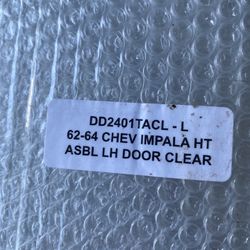 DD2401TACL - L
62-64 CHEV IMPALA HT
ASBL LH DOOR CLEAR